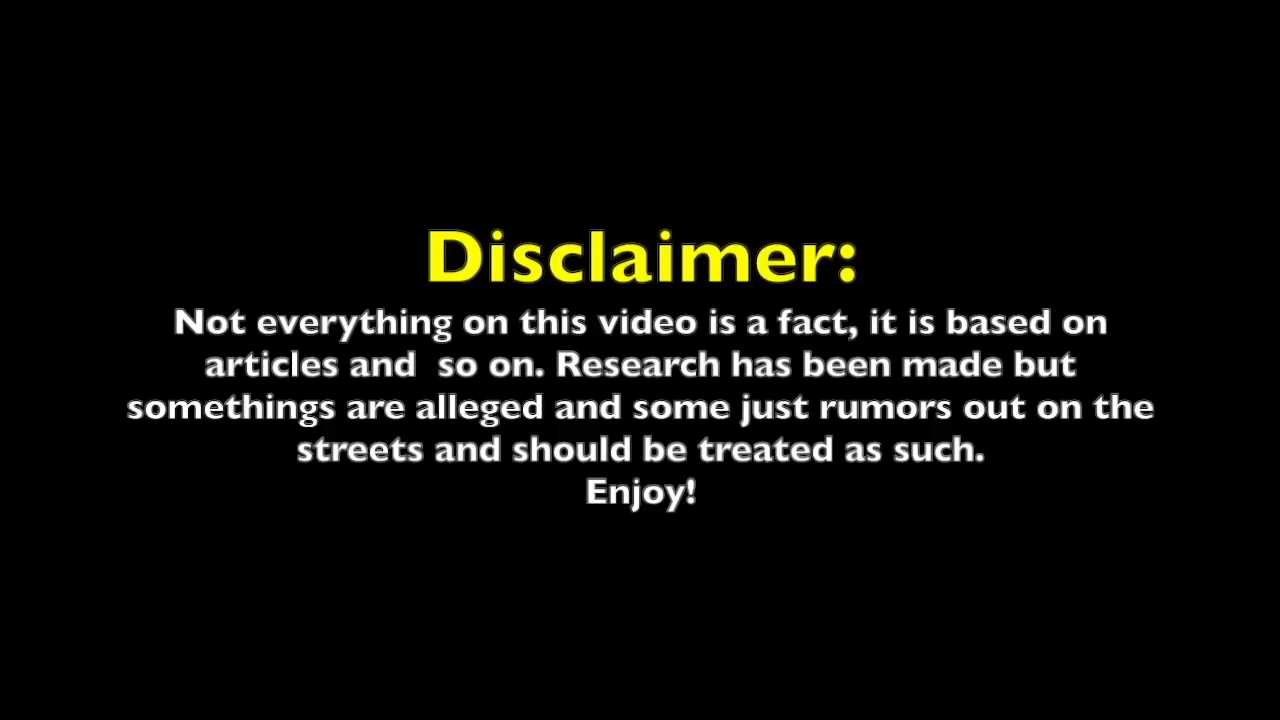 Disclaimer:
Not everything on this video is a fact, it is based on
articles and  so on. Research has been made but
somethings are alleged and some just rumors out on the
streets and should be treated as such.
Enjoy!